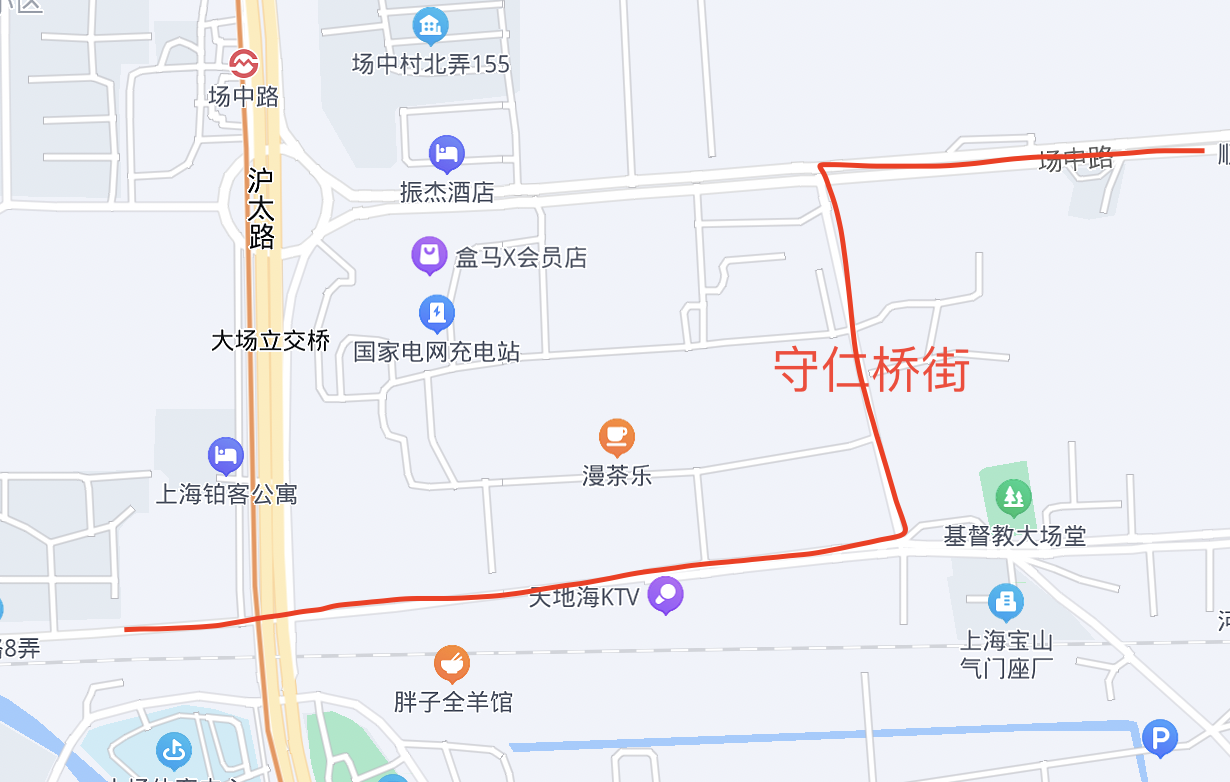 小区
场中村北弄155
场中路
场中路
振杰酒店
沪太路
盒马X会员店
大场立交桥
国家电网充电站
守仁桥街
漫茶乐
上海铂客公寓
基督教大场堂
天地海KTV
8弄
上海宝山
气门座厂
胖子全羊馆
P